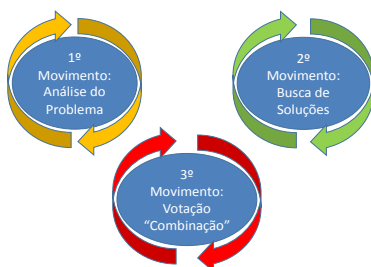 1º
Movimento:
Análise do
Problema
2º
Movimento:
Busca de
Soluções
3º
Movimento:
Votação
“Combinação”